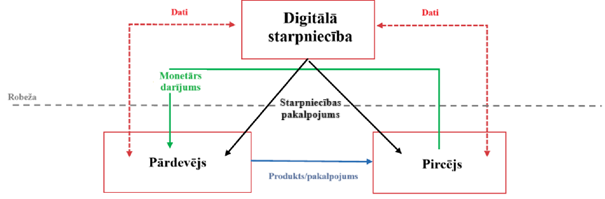 Dati
Digitālā
starpniecība
Dati
Monetārs
darījums
Robeža
Starpniecības
pakalpojums
Pārdevējs
Pircējs
Produkts/pakalpojums